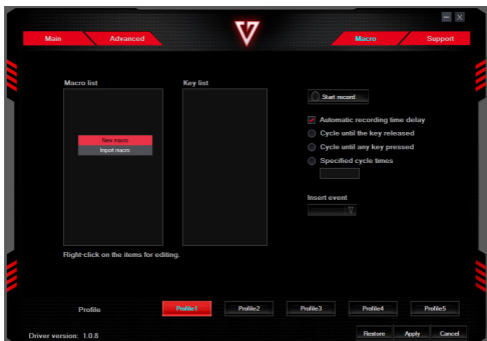 Main Advanced Macro Support
Macro list Key list
Start record
Automatic recording time delay
New macro
Cycle until the key released
Import macro
Cycle until any key pressed
Specified cycle times
Insert event
Right-click on the items for editing.
Profile Profile1 Profile2 Profile3 Profile4 Profile5
Driver version: 1.0.8 Restore Apply Cancel